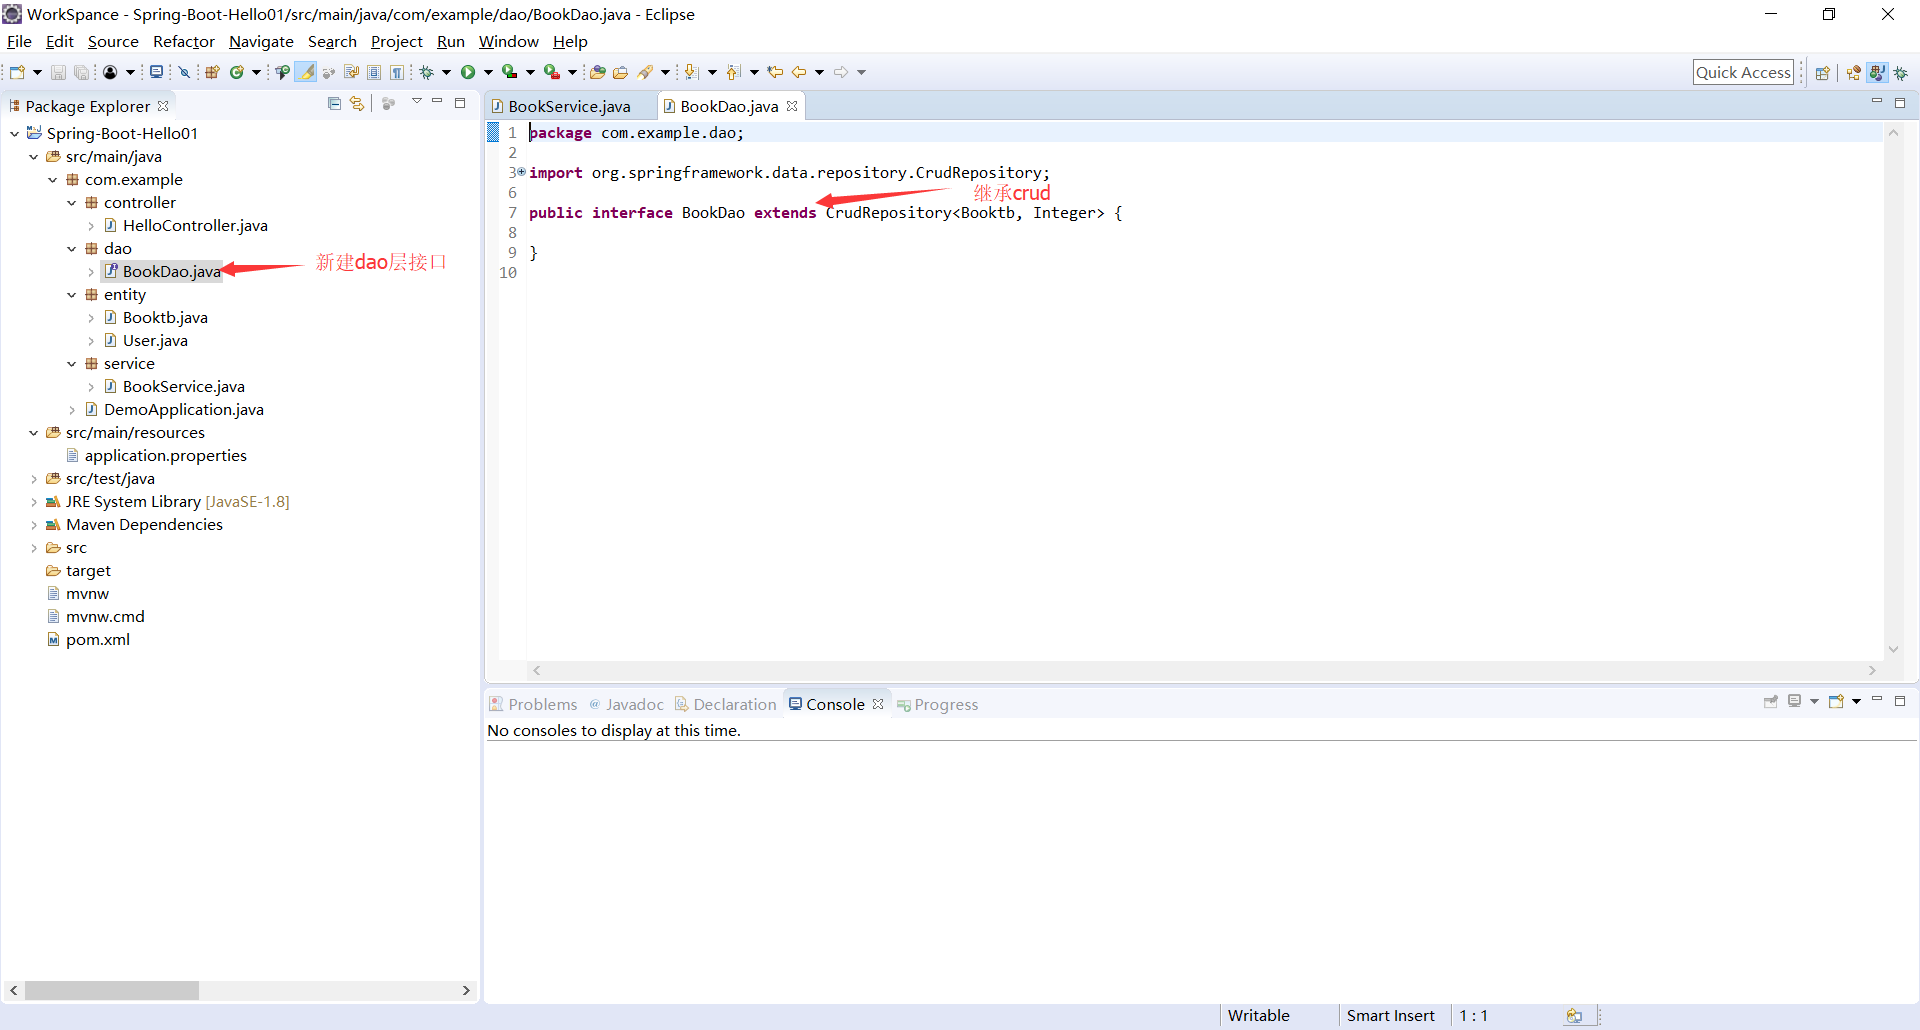 WorkSpance - Spring-Boot-Hello01/src/main/java/com/example/dao/BookDao.java - Eclipse
File Edit Source Refactor Navigate Search Project Run Window Help
Quick Access
Package Explorer
Spring-Boot-Hello01
src/main/java
com.example
controller
HelloController.java
dao
BookDao.java
新建dao层接口
entity
Booktb.java
User.java
service
BookService.java
DemoApplication.java
src/main/resources
application.properties
src/test/java
JRE System Library [JavaSE-1.8]
Maven Dependencies
src
target
mvnw
mvnw.cmd
pom.xml
BookService.java BookDao.java
1 package com.example.dao;
2
3 import org.springframework.data.repository.CrudRepository;
6
继承crud
7 public interface BookDao extends CrudRepository<Booktb, Integer> {
8
9 }
10
Problems @ Javadoc Declaration Console Progress
No consoles to display at this time.
Writable Smart Insert 1 : 1